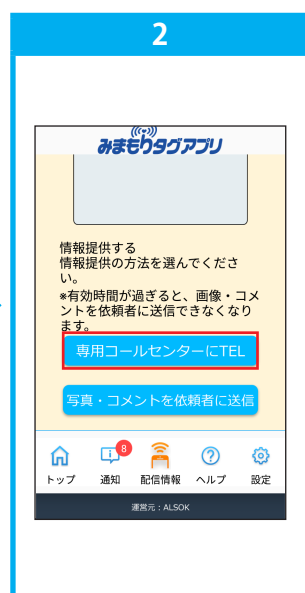 2
みまもりタグアプリ
情報提供する
情報提供の方法を選んでくださ
い。
*有効時間が過ぎると、画像・コメ
ントを依頼者に送信できなくなり
ます。
専用コールセンターにTEL
写真・コメントを依頼者に送信
8
トップ 通知 配信情報 ヘルプ 設定
運営元：ALSOK